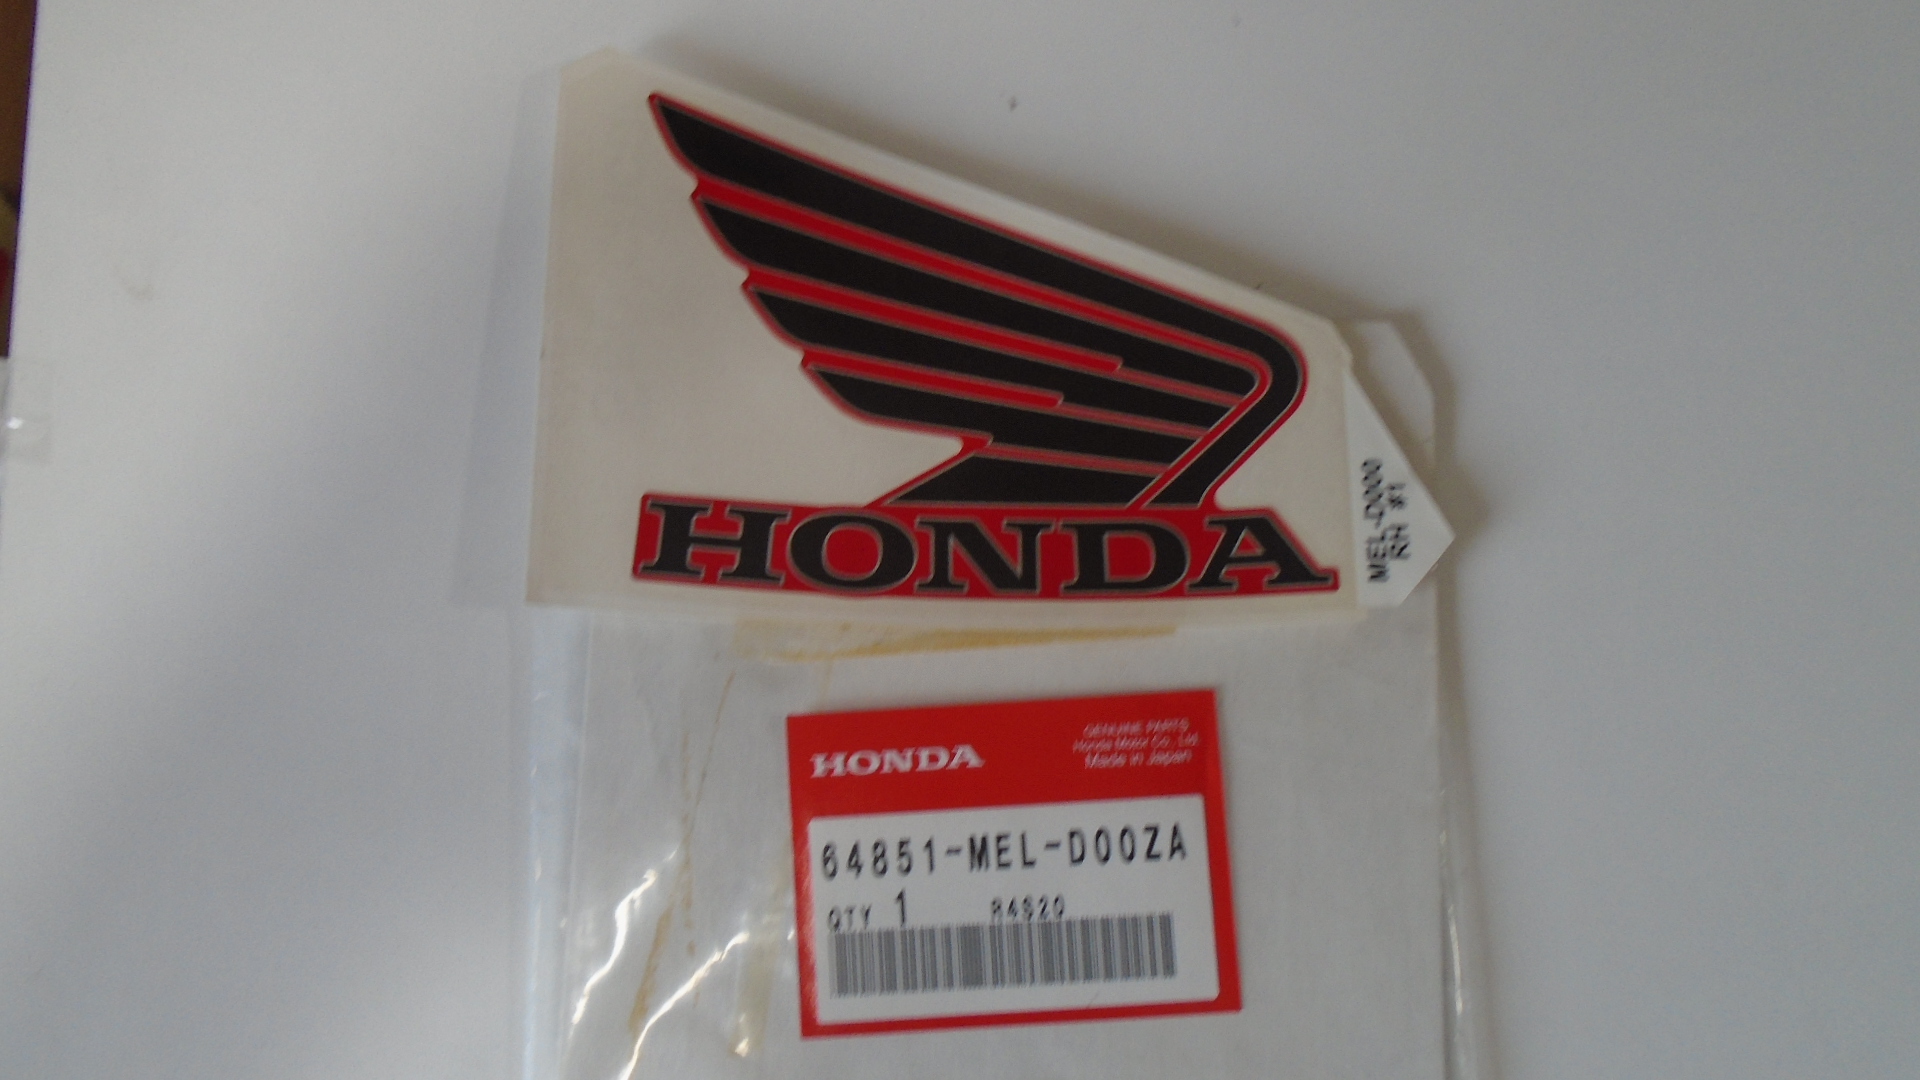 HONDA
MEL-D000
RH #1
HONDA
GENUINE PARTS
Honda Motor Co., Ltd.
Made in Japan
64851-MEL-D00ZA
QTY 1 R4S20